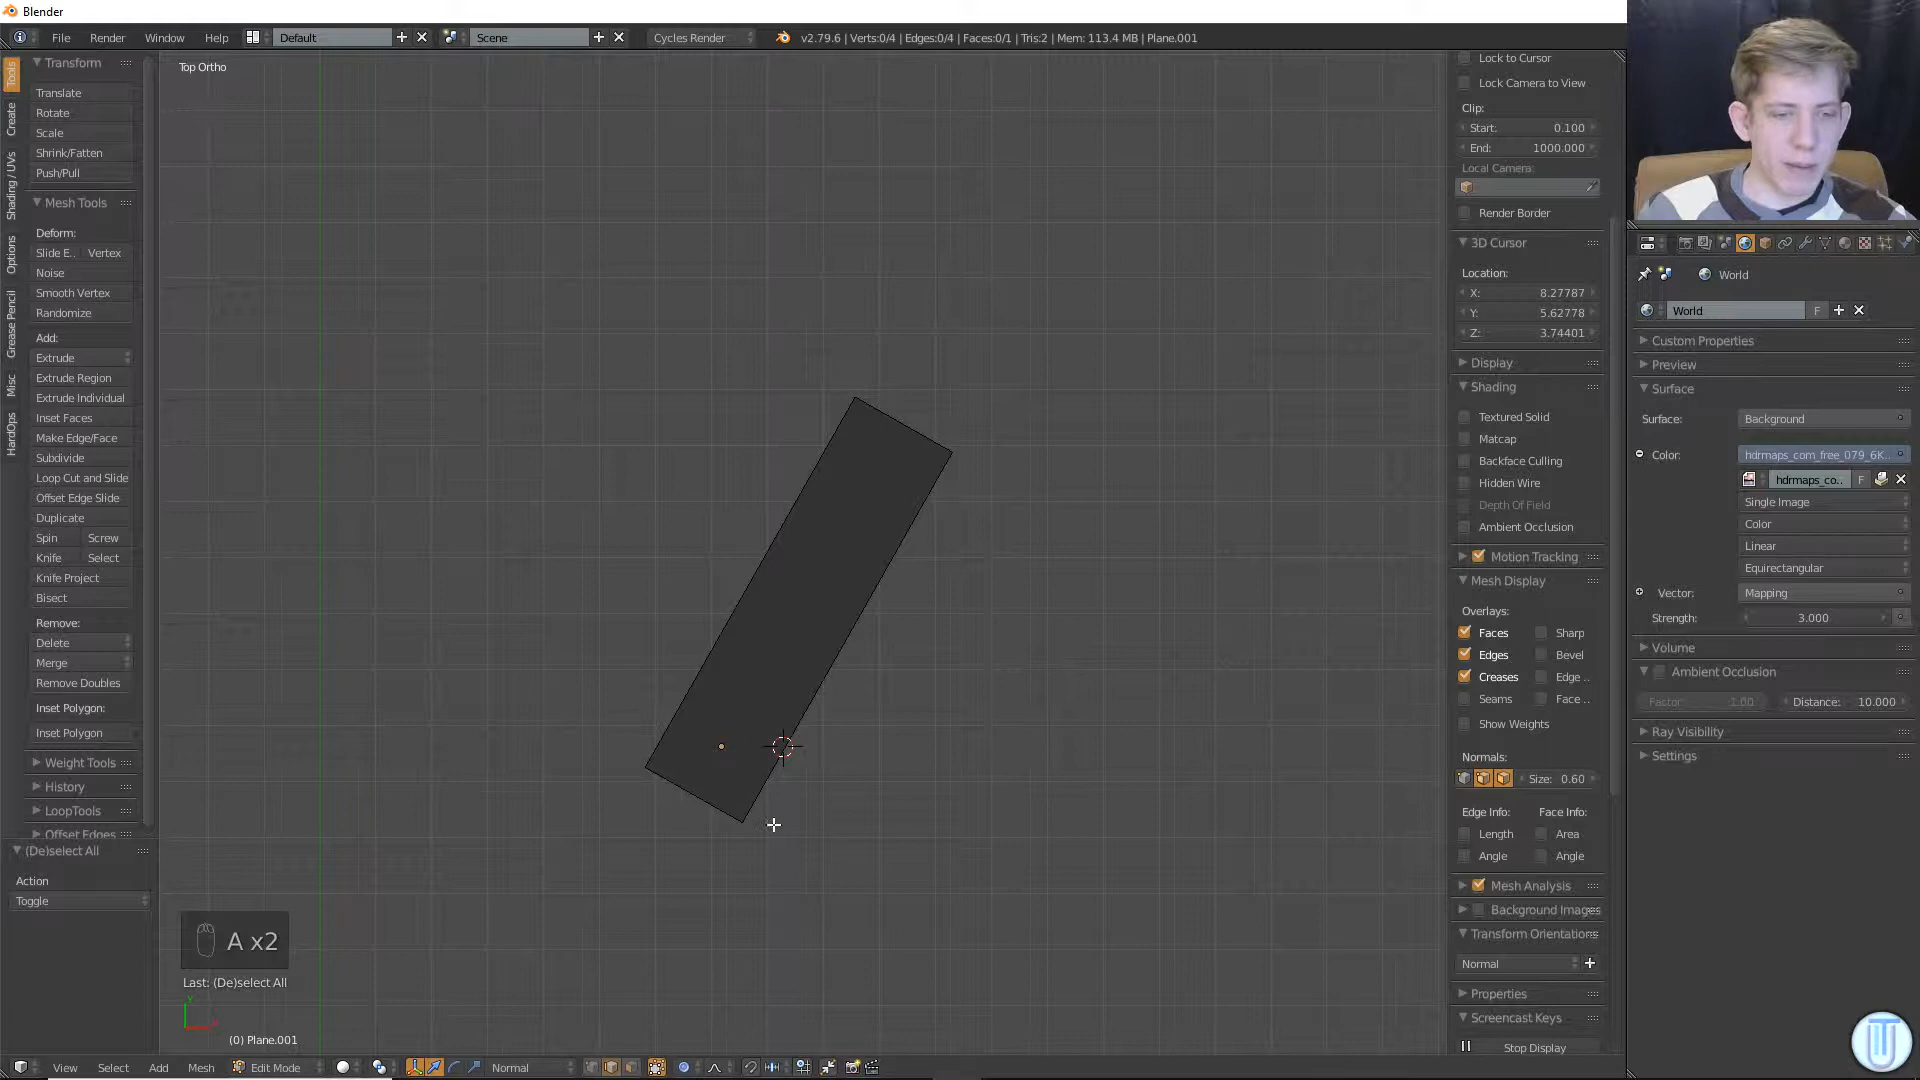 Blender
File Render Window Help Default Scene Cycles Render v2.79.6 | Verts:0/4 | Edges:0/4 | Faces:0/1 | Tris:2 | Mem: 113.4 MB | Plane.001
Tools
Create
Shading / UVs
Options
Grease Pencil
Misc
HardOps
Transform
Translate
Rotate
Scale
Shrink/Fatten
Push/Pull
Mesh Tools
Deform:
Slide E.. Vertex
Noise
Smooth Vertex
Randomize
Add:
Extrude
Extrude Region
Extrude Individual
Inset Faces
Make Edge/Face
Subdivide
Loop Cut and Slide
Offset Edge Slide
Duplicate
Spin Screw
Knife Select
Knife Project
Bisect
Remove:
Delete
Merge
Remove Doubles
Inset Polygon:
Inset Polygon
Weight Tools
History
LoopTools
Offset Edges
(De)select All
Action
Toggle
Top Ortho
A x2
Last: (De)select All
(0) Plane.001
View Select Add Mesh Edit Mode Normal
Lock to Cursor
Lock Camera to View
Clip:
Start: 0.100
End: 1000.000
Local Camera:
Render Border
3D Cursor
Location:
X: 8.27787
Y: 5.62778
Z: 3.74401
Display
Shading
Textured Solid
Matcap
Backface Culling
Hidden Wire
Depth Of Field
Ambient Occlusion
Motion Tracking
Mesh Display
Overlays:
Faces Sharp
Edges Bevel
Creases Edge ..
Seams Face ..
Show Weights
Normals:
Size: 0.60
Edge Info: Face Info:
Length Area
Angle Angle
Mesh Analysis
Background Images
Transform Orientations
Normal
Properties
Screencast Keys
Stop Display
World
World F
Custom Properties
Preview
Surface
Surface: Background
Color: hdrmaps_com_free_079_6K..
hdrmaps_co.. F
Single Image
Color
Linear
Equirectangular
Vector: Mapping
Strength: 3.000
Volume
Ambient Occlusion
Factor: 1.00 Distance: 10.000
Ray Visibility
Settings